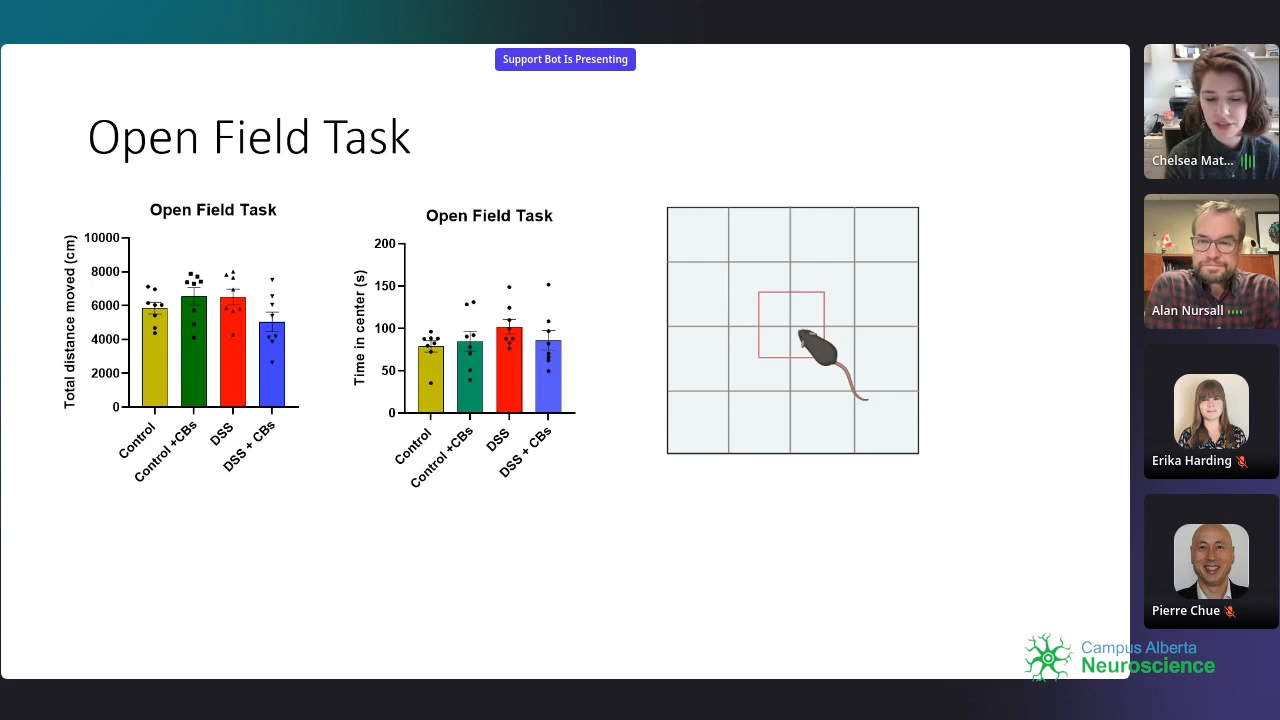 Support Bot Is Presenting
Open Field Task
Open Field Task
Total distance moved (cm)
10000
8000
6000
4000
2000
0
Control
Control +CBs
DSS
DSS + CBs
Open Field Task
Time in center (s)
200
150
100
50
0
Control
Control +CBs
DSS
DSS + CBs
Chelsea Mat...
Alan Nursall
Erika Harding
Pierre Chue
Campus Alberta
Neuroscience